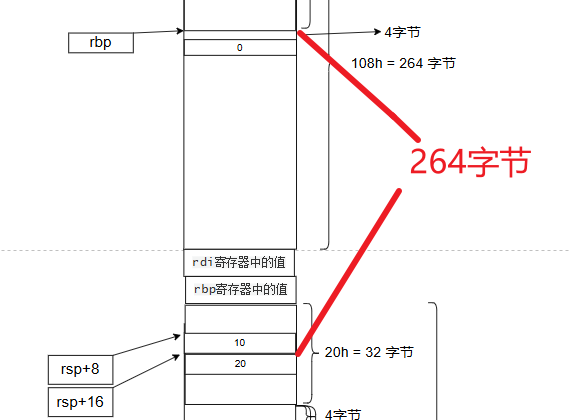 rbp
4字节
0
108h = 264 字节
264字节
rdi寄存器中的值
rbp寄存器中的值
10
20h = 32 字节
20
rsp+8
rsp+16
4字节